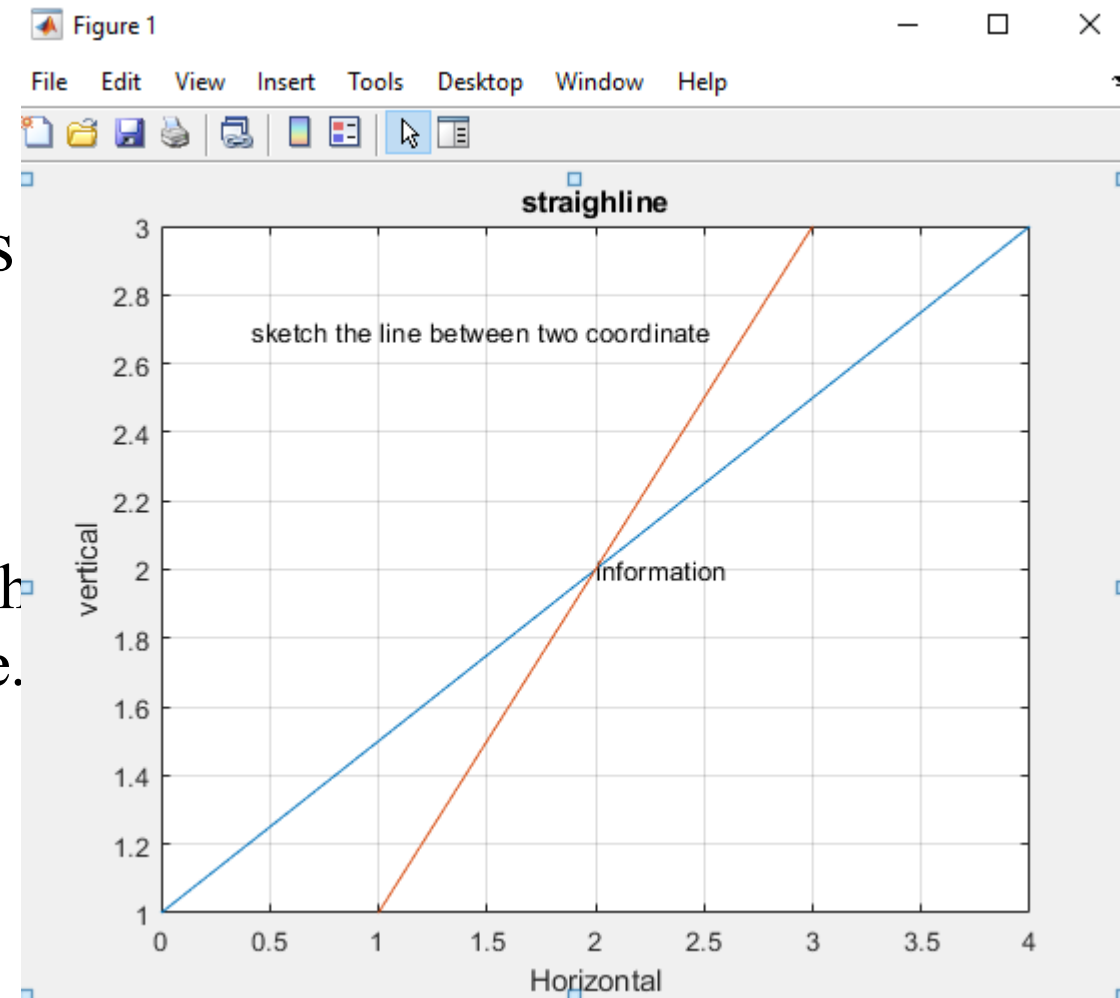 Figure 1
File Edit View Insert Tools Desktop Window Help
straighline
3
2.8
sketch the line between two coordinate
2.6
2.4
2.2
vertical
2
information
1.8
1.6
1.4
1.2
1
0 0.5 1 1.5 2 2.5 3 3.5 4
Horizontal
s
h
e.